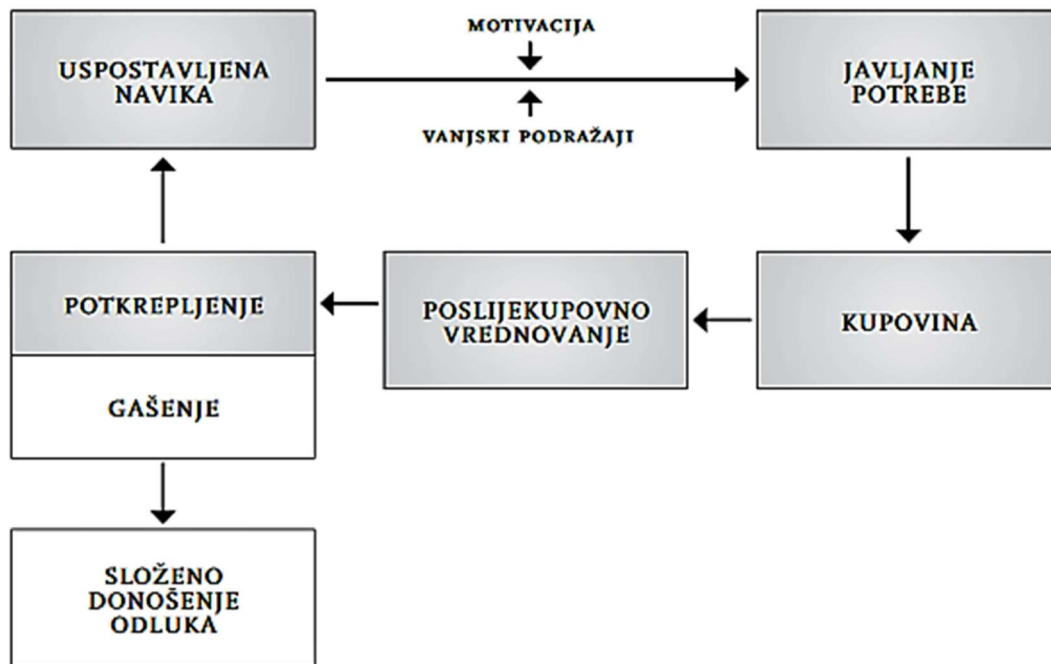 MOTIVACIJA
USPOSTAVLJENA
NAVIKA
JAVLJANJE
POTREBE
VANJSKI PODRAŽAJI
POTKREPLJENJE
POSLIJEKUPOVNO
VREDNOVANJE
KUPOVINA
GAŠENJE
SLOŽENO
DONOŠENJE
ODLUKA